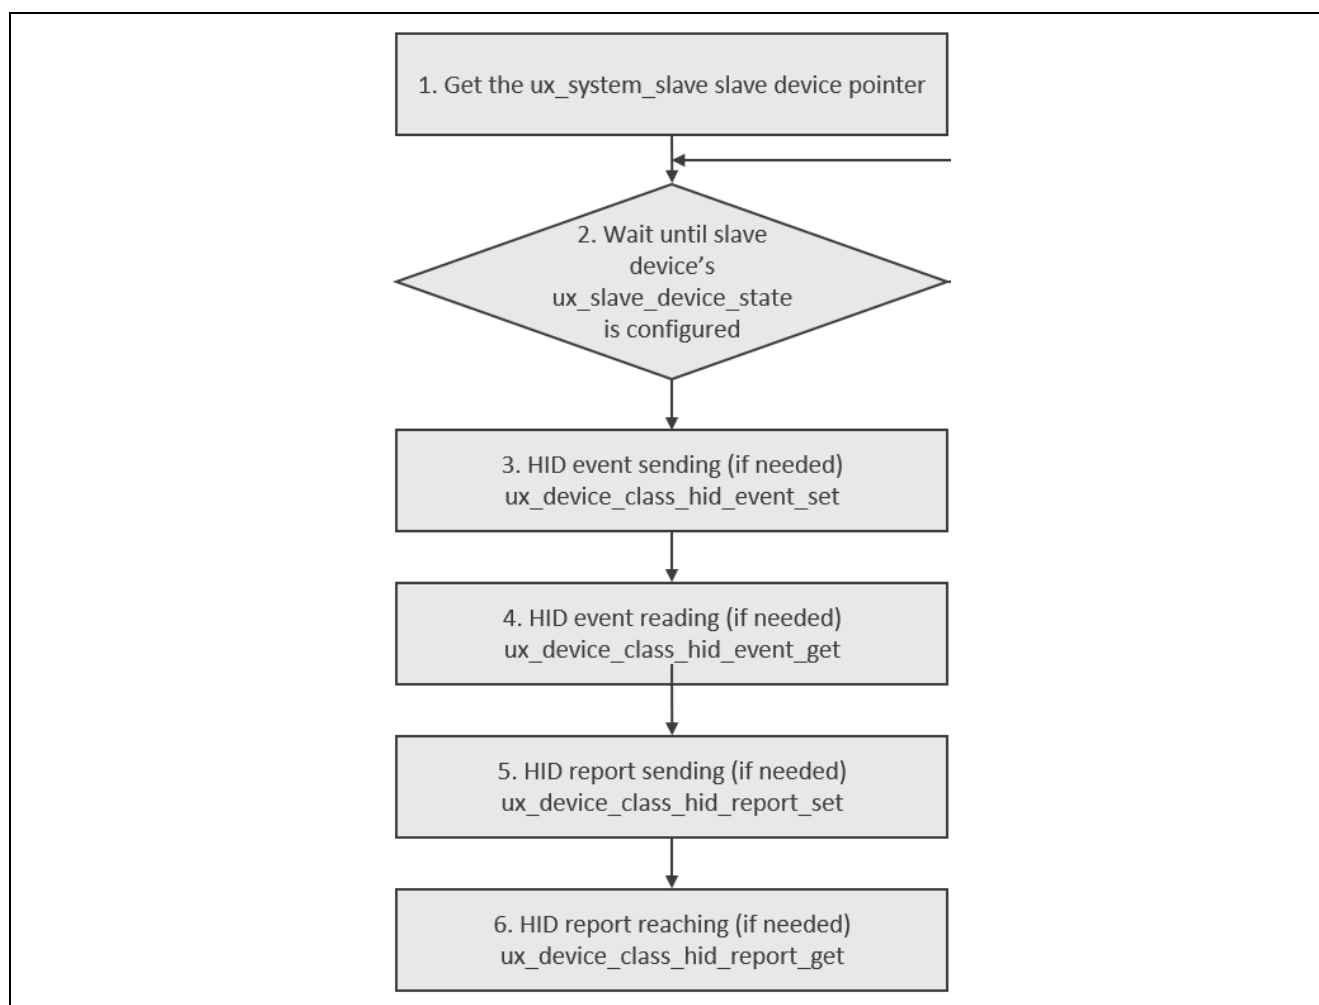 1. Get the ux_system_slave slave device pointer
2. Wait until slave
device’s
ux_slave_device_state
is configured
3. HID event sending (if needed)
ux_device_class_hid_event_set
4. HID event reading (if needed)
ux_device_class_hid_event_get
5. HID report sending (if needed)
ux_device_class_hid_report_set
6. HID report reaching (if needed)
ux_device_class_hid_report_get